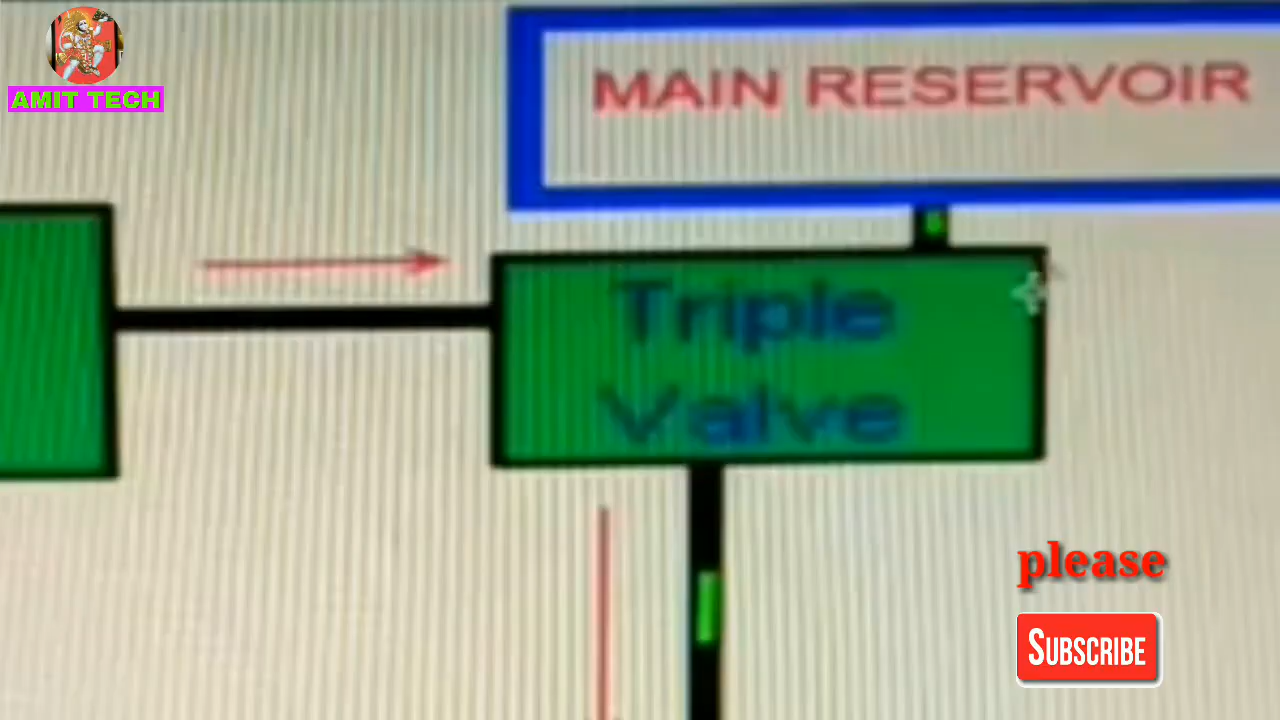 AMIT TECH
MAIN RESERVOIR
Triple
Valve
please
SUBSCRIBE